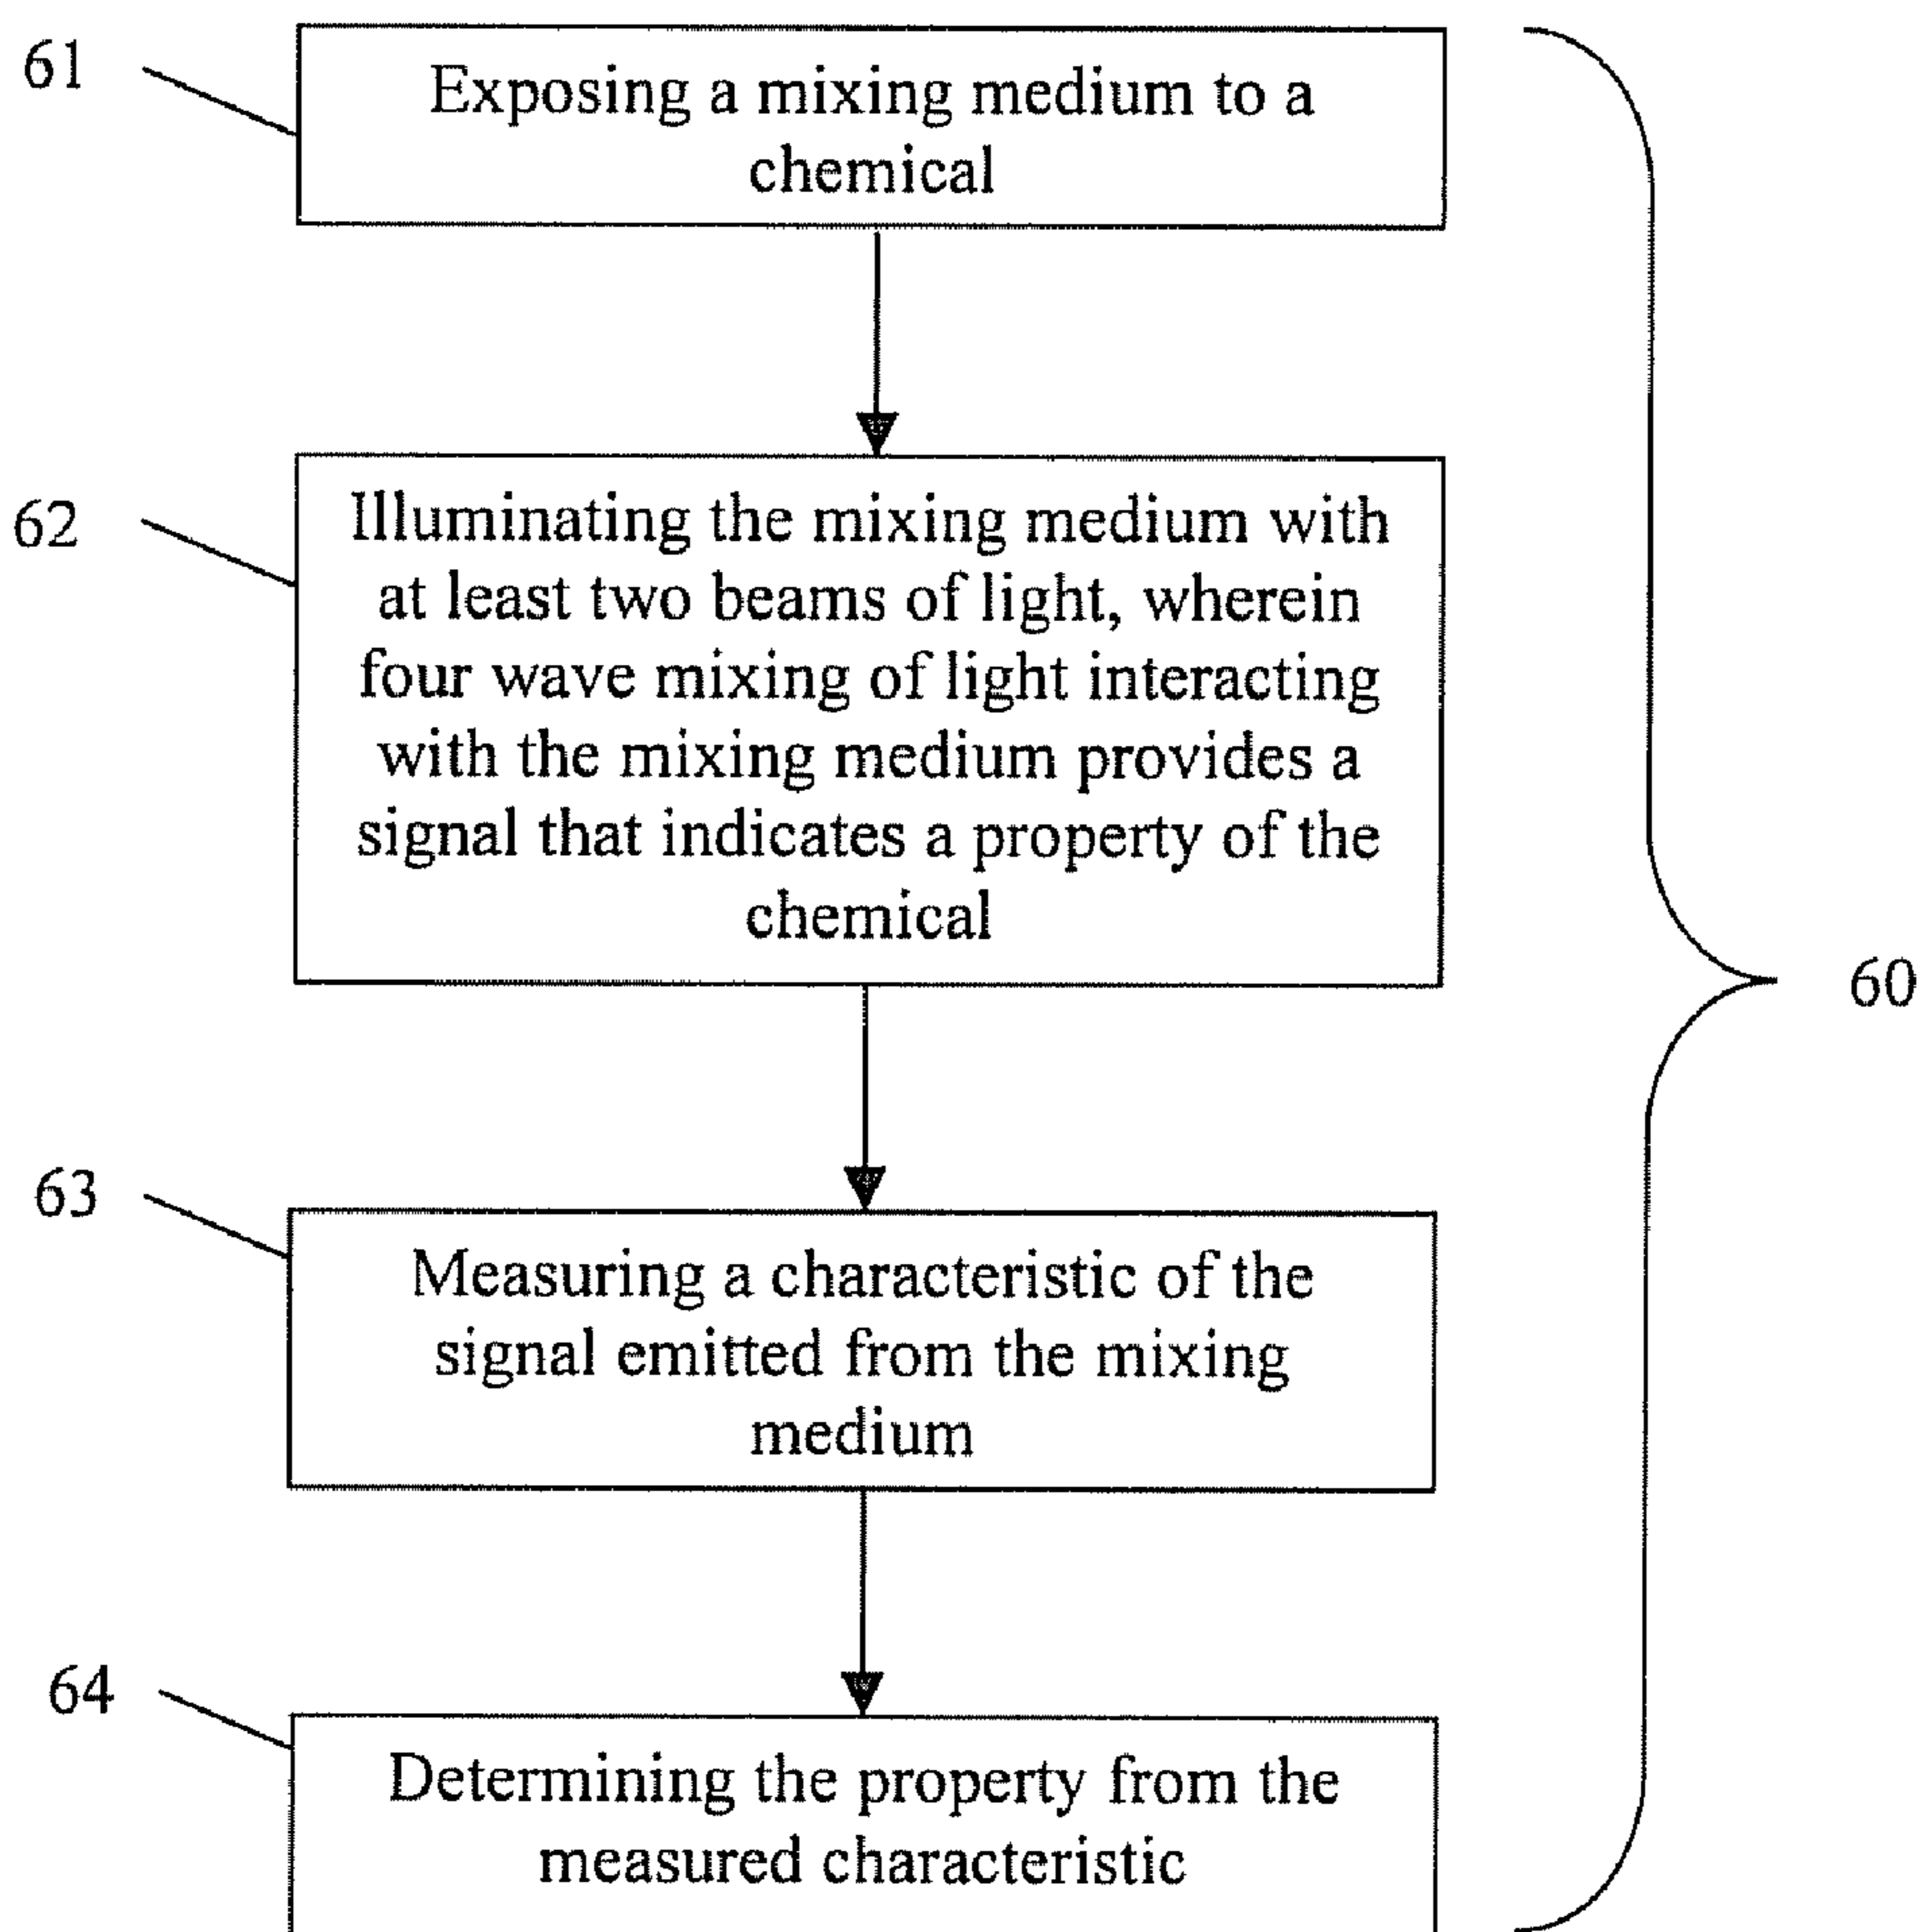 61
Exposing a mixing medium to a
chemical
62
Illuminating the mixing medium with
at least two beams of light, wherein
four wave mixing of light interacting
with the mixing medium provides a
signal that indicates a property of the
chemical
60
63
Measuring a characteristic of the
signal emitted from the mixing
medium
64
Determining the property from the
measured characteristic